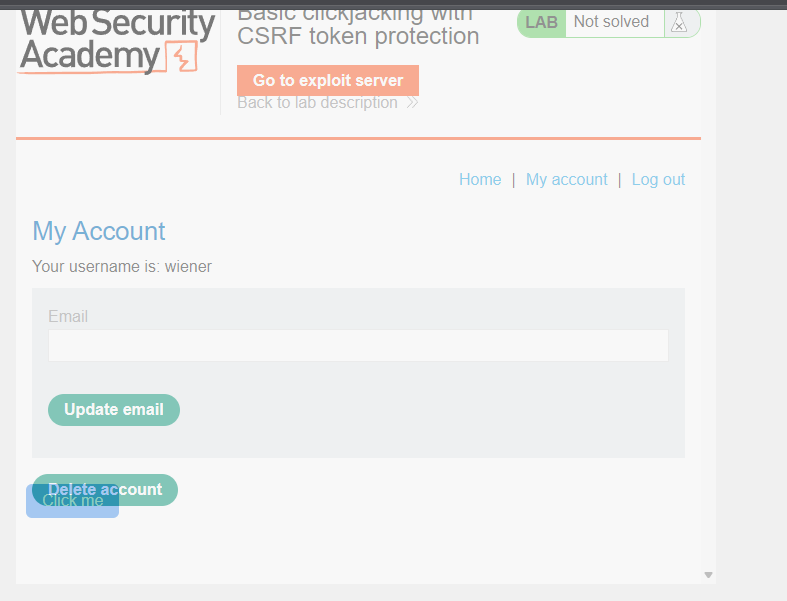 Web Security
Academy
Basic clickjacking with
CSRF token protection
LAB Not solved
Go to exploit server
Back to lab description
Home | My account | Log out
My Account
Your username is: wiener
Email
Update email
Delete account
Click me